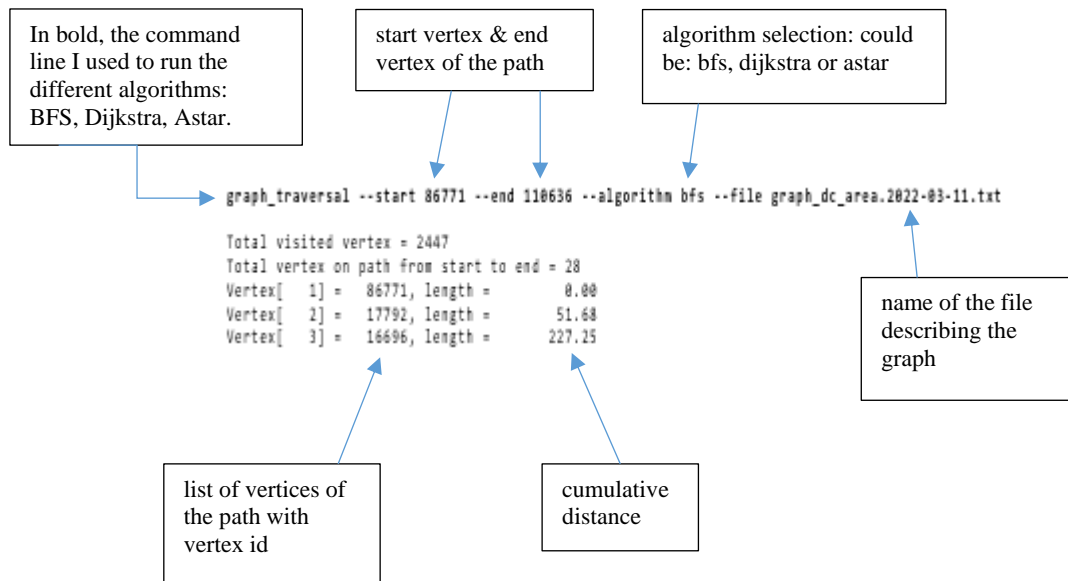 In bold, the command
line I used to run the
different algorithms:
BFS, Dijkstra, Astar.
start vertex & end
vertex of the path
algorithm selection: could
be: bfs, dijkstra or astar
graph_traversal --start 86771 --end 110636 --algorithm bfs --file graph_dc_area.2022-03-11.txt
Total visited vertex = 2447
Total vertex on path from start to end = 28
Vertex[ 1] = 86771, length = 0.00
Vertex[ 2] = 17792, length = 51.68
Vertex[ 3] = 16696, length = 227.25
name of the file
describing the
graph
list of vertices of
the path with
vertex id
cumulative
distance